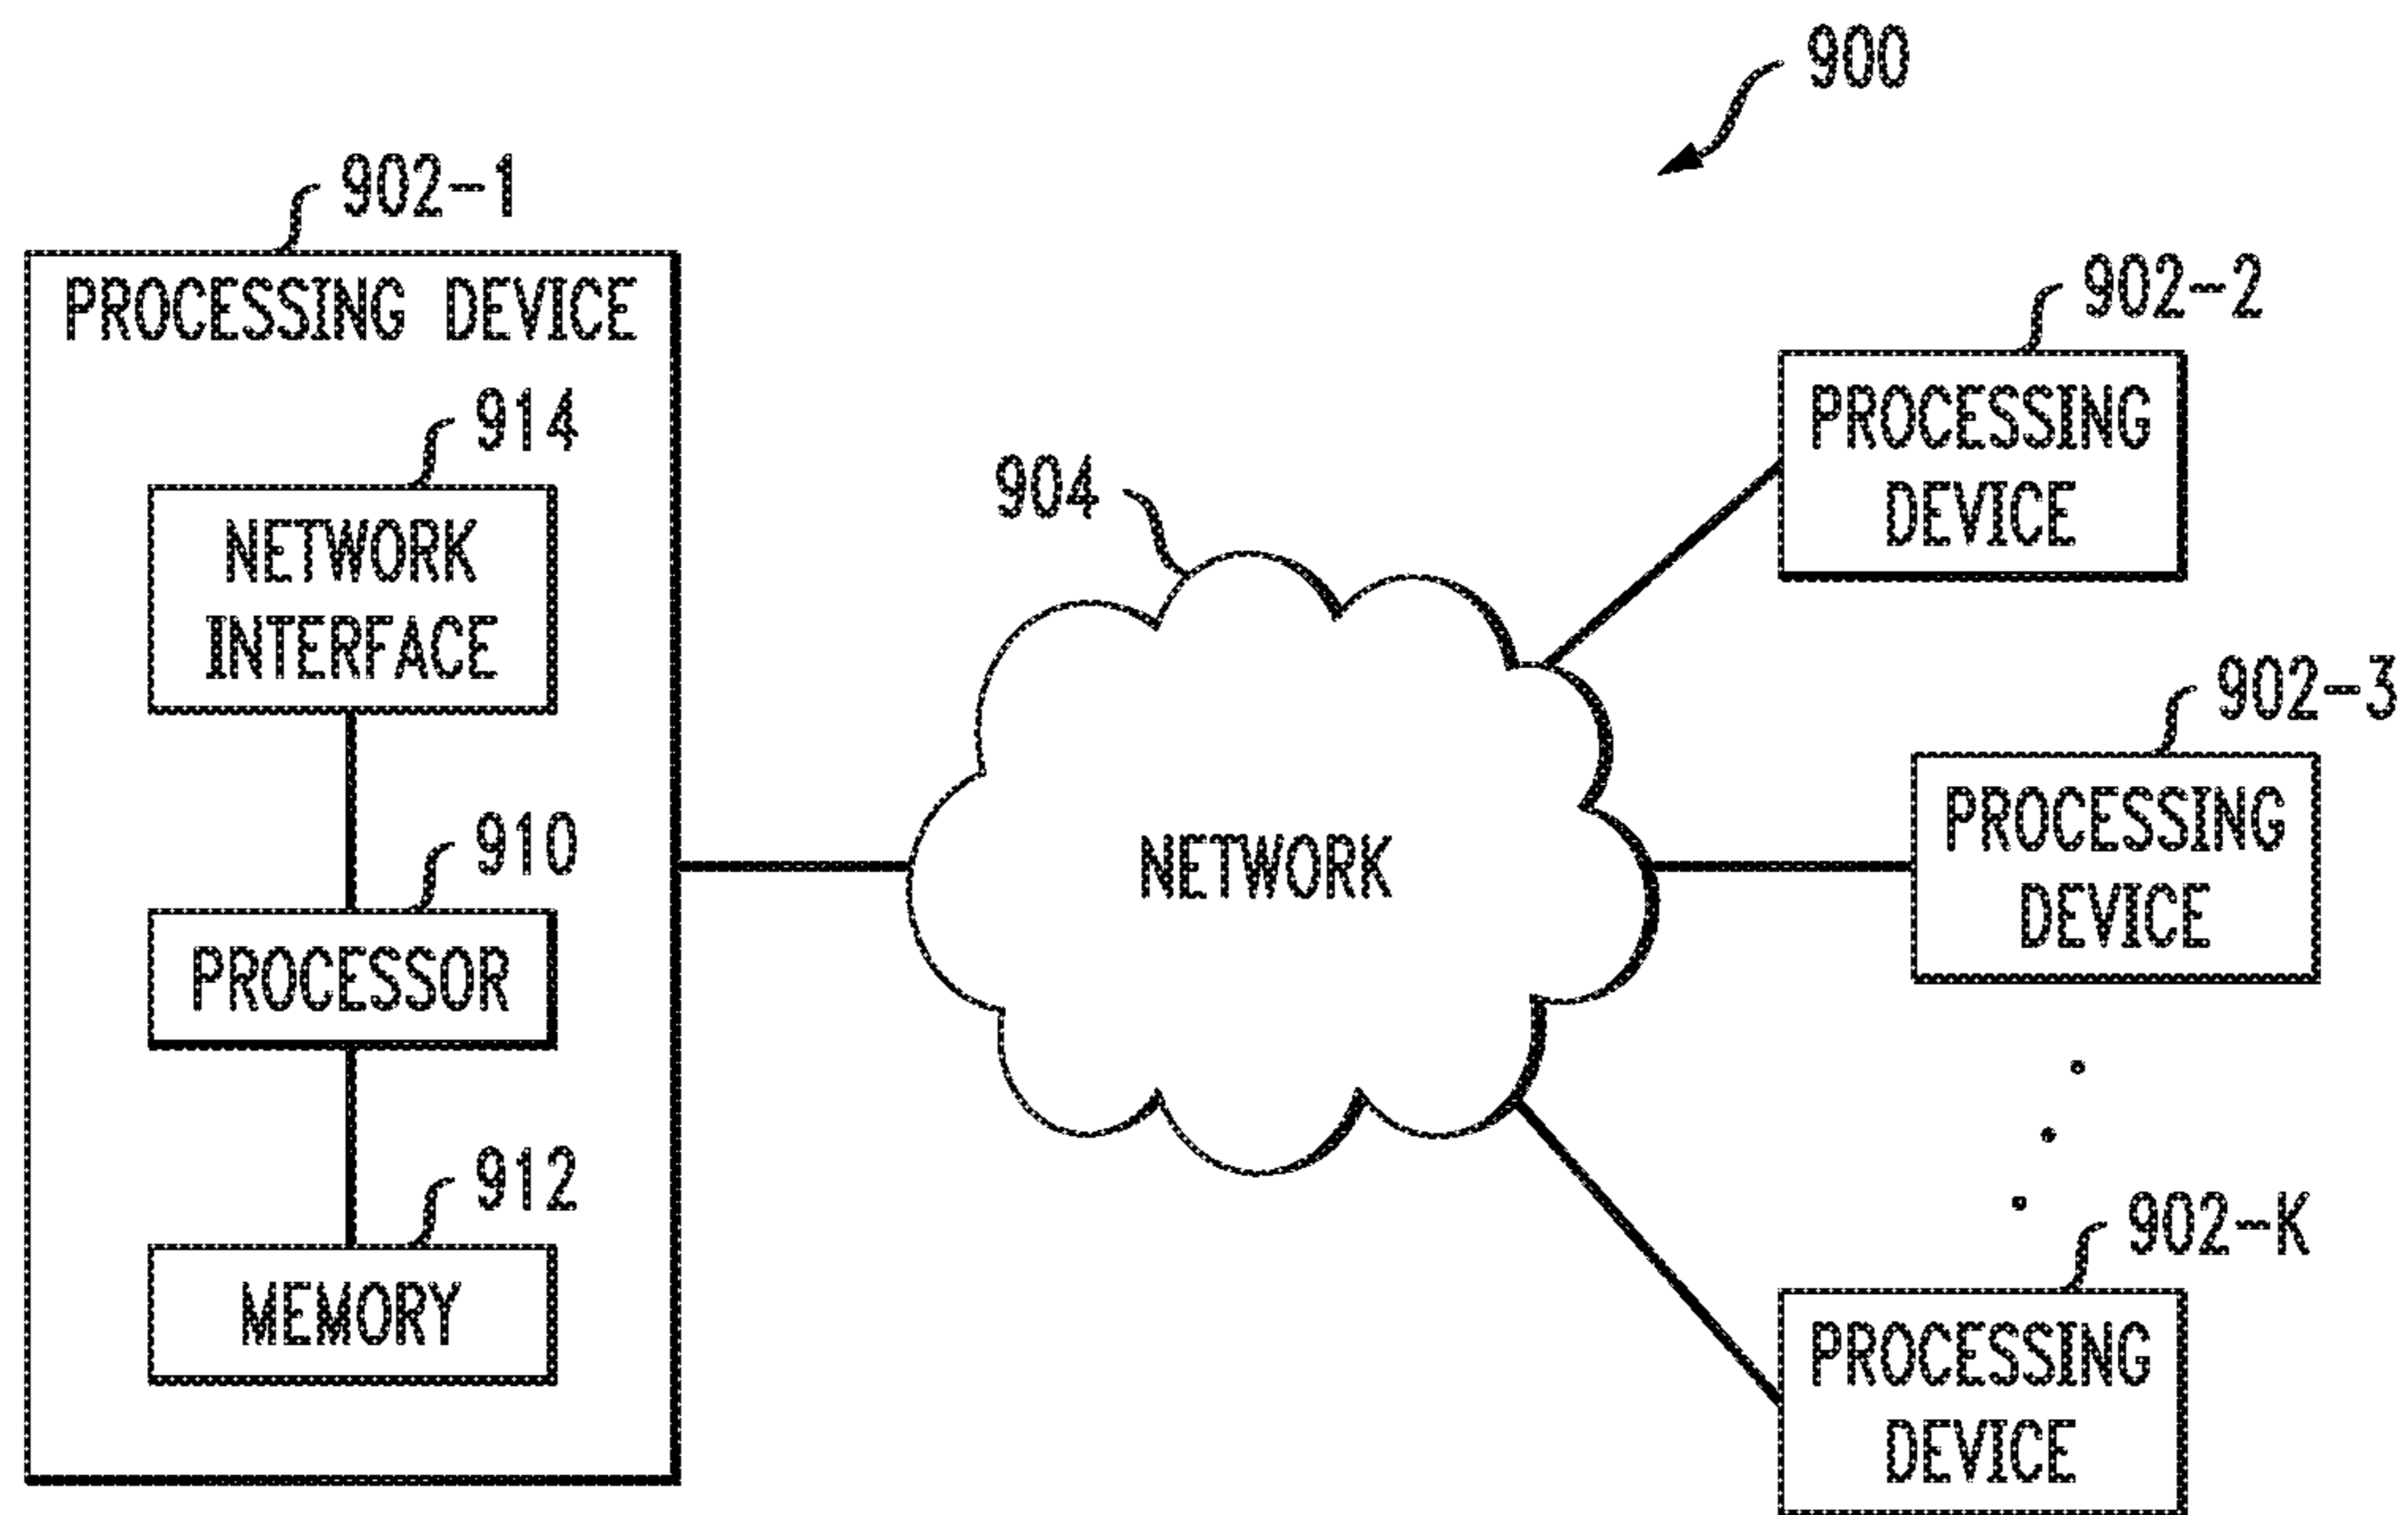 900
902-1
PROCESSING DEVICE
914
NETWORK
INTERFACE
910
PROCESSOR
912
MEMORY
904
NETWORK
902-2
PROCESSING
DEVICE
902-3
PROCESSING
DEVICE
902-K
PROCESSING
DEVICE